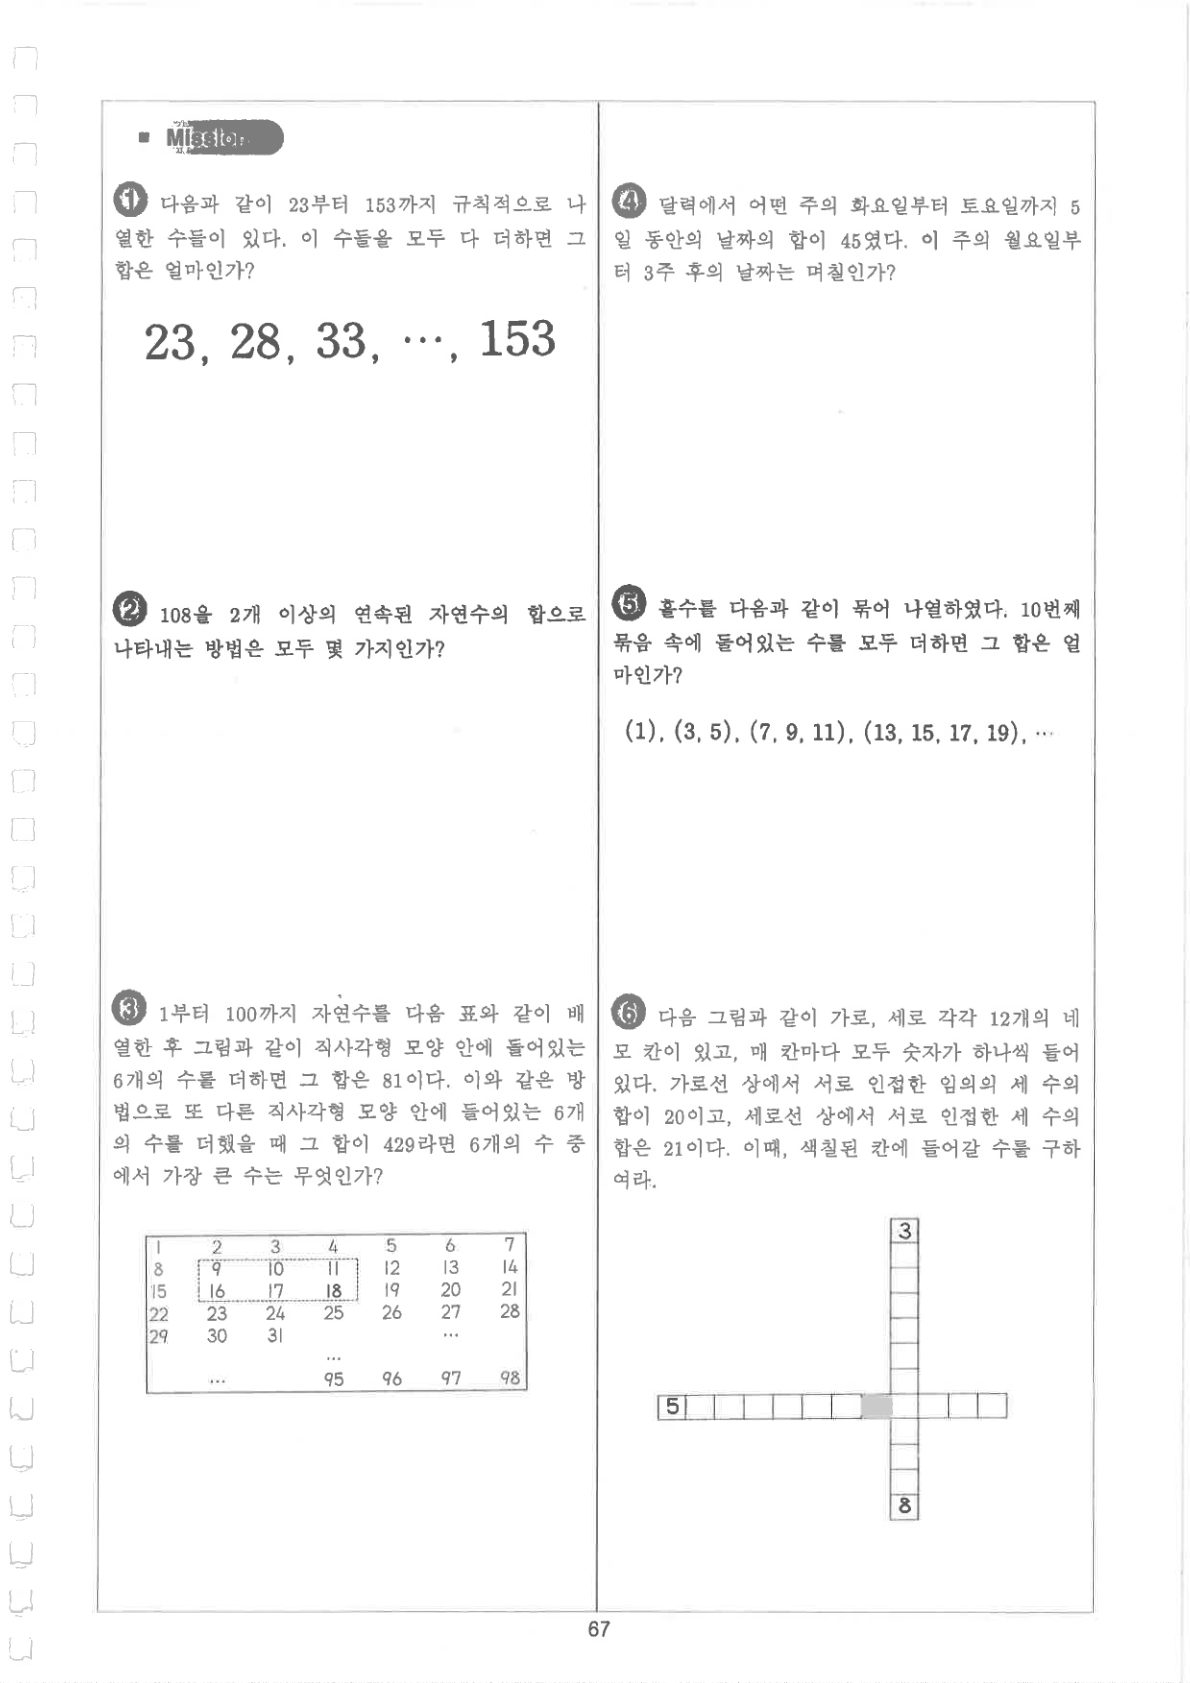 Mission
1 다음과 같이 23부터 153까지 규칙적으로 나
열한 수들이 있다. 이 수들을 모두 다 더하면 그
합은 얼마인가?
23, 28, 33, ···, 153
2 108을 2개 이상의 연속된 자연수의 합으로
나타내는 방법은 모두 몇 가지인가?
3 1부터 100까지 자연수를 다음 표와 같이 배
열한 후 그림과 같이 직사각형 모양 안에 들어있는
6개의 수를 더하면 그 합은 81이다. 이와 같은 방
법으로 또 다른 직사각형 모양 안에 들어있는 6개
의 수를 더했을 때 그 합이 429라면 6개의 수 중
에서 가장 큰 수는 무엇인가?
1 2 3 4 5 6 7
8 9 10 11 12 13 14
15 16 17 18 19 20 21
22 23 24 25 26 27 28
29 30 31 ···
···
··· 95 96 97 98
4 달력에서 어떤 주의 화요일부터 토요일까지 5
일 동안의 날짜의 합이 45였다. 이 주의 월요일부
터 3주 후의 날짜는 며칠인가?
5 홀수를 다음과 같이 묶어 나열하였다. 10번째
묶음 속에 들어있는 수를 모두 더하면 그 합은 얼
마인가?
(1), (3, 5), (7, 9, 11), (13, 15, 17, 19), ···
6 다음 그림과 같이 가로, 세로 각각 12개의 네
모 칸이 있고, 매 칸마다 모두 숫자가 하나씩 들어
있다. 가로선 상에서 서로 인접한 임의의 세 수의
합이 20이고, 세로선 상에서 서로 인접한 세 수의
합은 21이다. 이때, 색칠된 칸에 들어갈 수를 구하
여라.
3
5
8
67